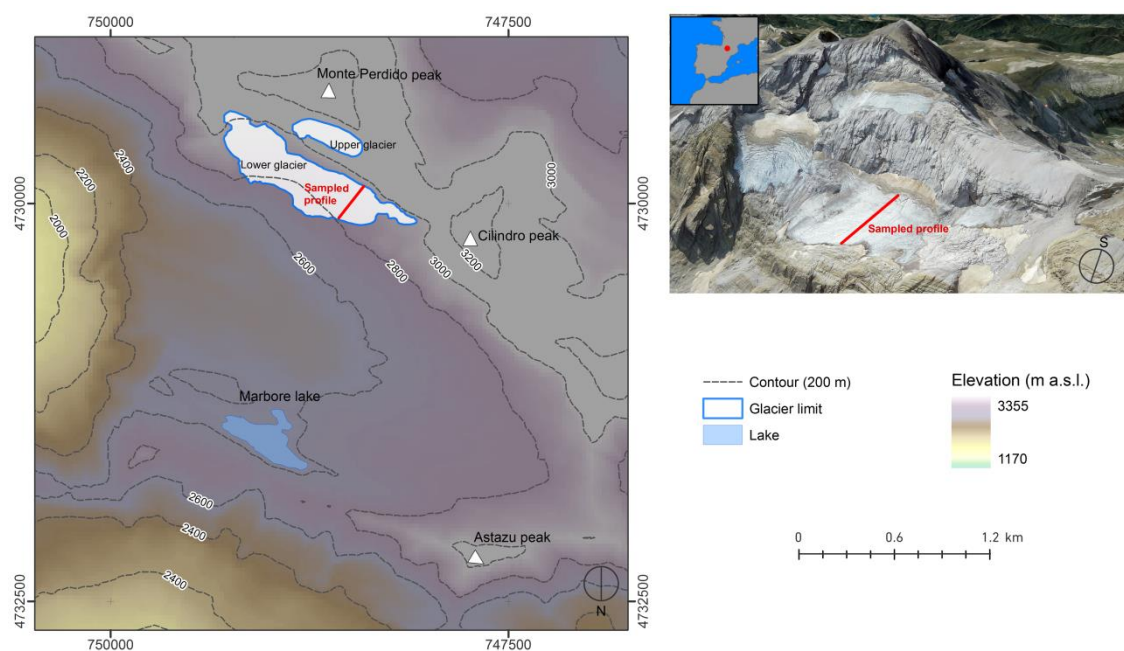 750000
747500
Monte Perdido peak
Upper glacier
Lower glacier
Sampled
profile
Cilindro peak
Marbore lake
Astazu peak
2400
2200
2000
2600
2800
3000
3200
3000
2600
2400
2400
4730000
4730000
4732500
4732500
N
750000
747500
Sampled profile
S
Contour (200 m)
Glacier limit
Lake
Elevation (m a.s.l.)
3355
1170
0
0.6
1.2 km